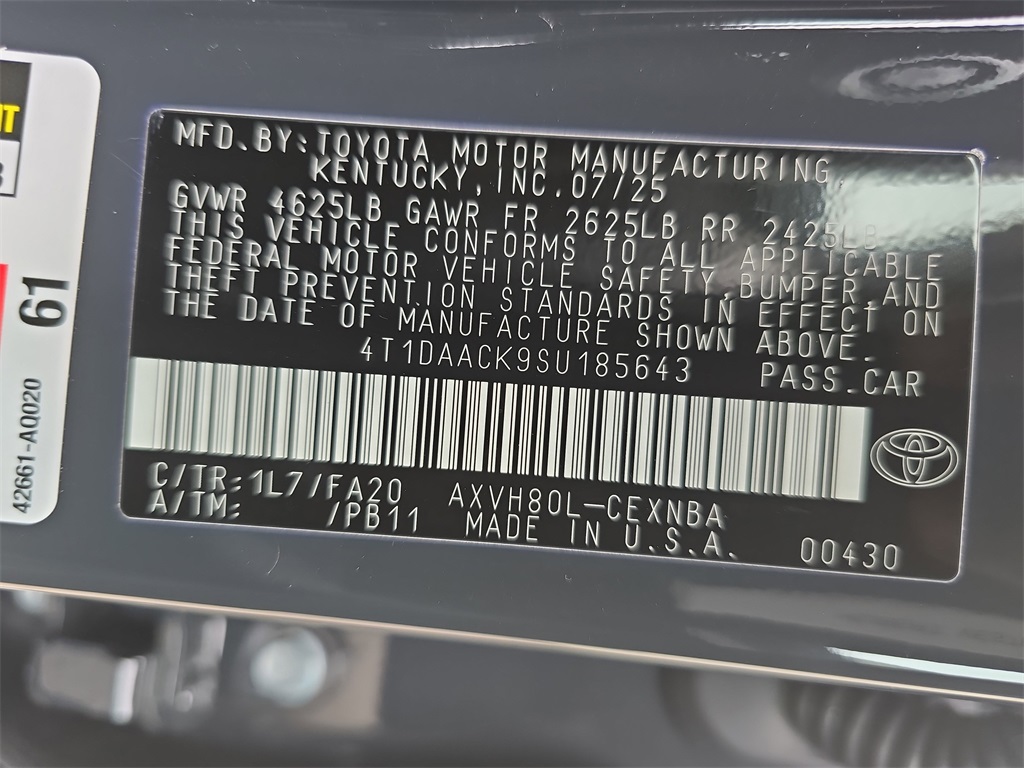 MFD. BY: TOYOTA MOTOR MANUFACTURING,
KENTUCKY, INC. 07/25
GVWR 4625LB GAWR FR 2625LB RR 2425LB
THIS VEHICLE CONFORMS TO ALL APPLICABLE
FEDERAL MOTOR VEHICLE SAFETY, BUMPER, AND
THEFT PREVENTION STANDARDS IN EFFECT ON
THE DATE OF MANUFACTURE SHOWN ABOVE.
4T1DAACK9SU185643 PASS. CAR
C/TR: 1L7/FA20 AXVH80L-CEXNBA
A/TM: /PB11 MADE IN U.S.A. 00430
61
42661-AQ020